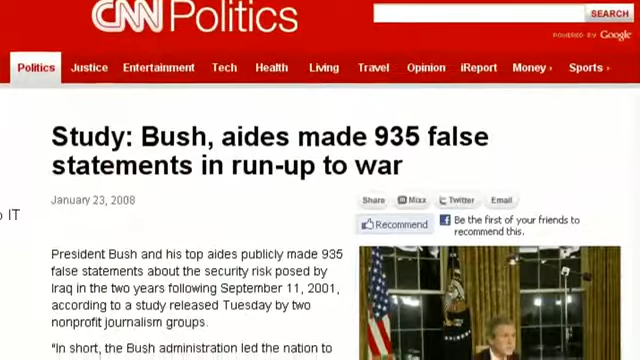 CNN Politics
SEARCH
POWERED BY Google
Politics Justice Entertainment Tech Health Living Travel Opinion iReport Money › Sports ›
Study: Bush, aides made 935 false
statements in run-up to war
January 23, 2008
Share Mixx Twitter Email
Recommend
Be the first of your friends to
recommend this.
o IT
President Bush and his top aides publicly made 935
false statements about the security risk posed by
Iraq in the two years following September 11, 2001,
according to a study released Tuesday by two
nonprofit journalism groups.
"In short, the Bush administration led the nation to